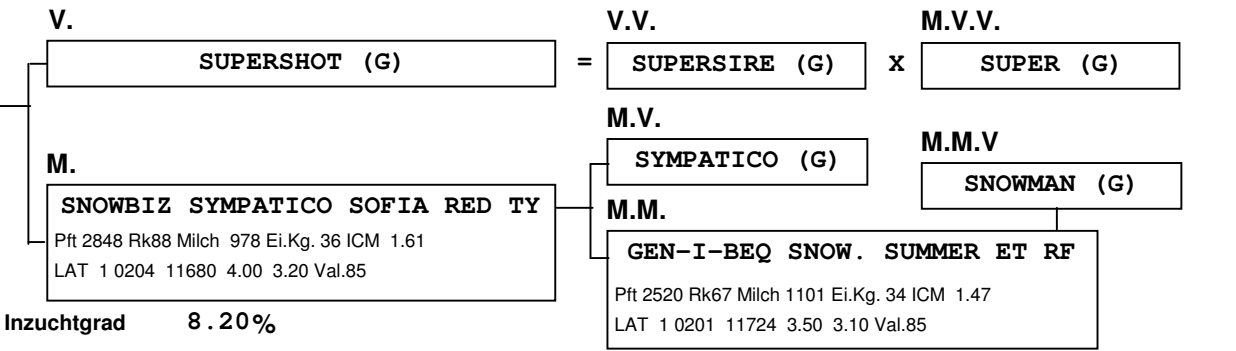 V.
SUPERSHOT (G)
=
V.V.
SUPERSIRE (G)
X
M.V.V.
SUPER (G)
M.V.
SYMPATICO (G)
M.M.V
SNOWMAN (G)
M.
SNOWBIZ SYMPATICO SOFIA RED TY
Pft 2848 Rk88 Milch 978 Ei.Kg. 36 ICM 1.61
LAT 1 0204 11680 4.00 3.20 Val.85
M.M.
GEN-I-BEQ SNOW. SUMMER ET RF
Pft 2520 Rk67 Milch 1101 Ei.Kg. 34 ICM 1.47
LAT 1 0201 11724 3.50 3.10 Val.85
Inzuchtgrad 8.20%